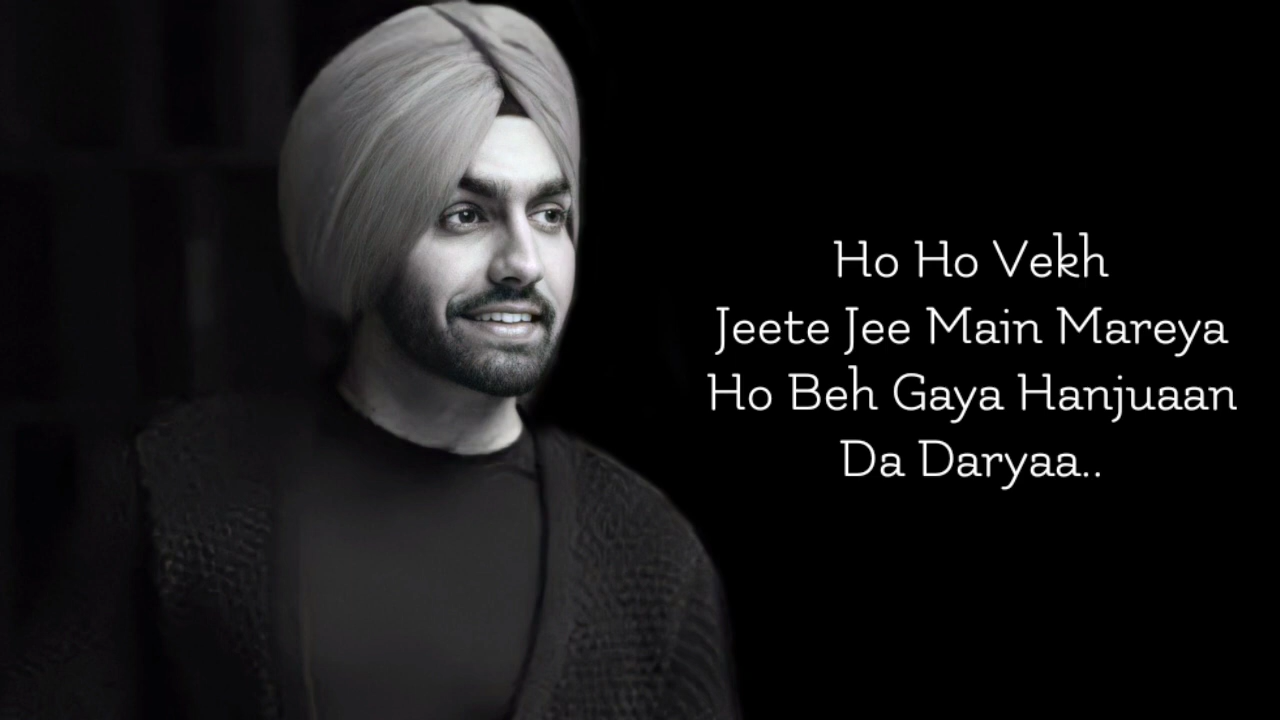 Ho Ho Vekh
Jeete Jee Main Mareya
Ho Beh Gaya Hanjuaan
Da Daryaa..